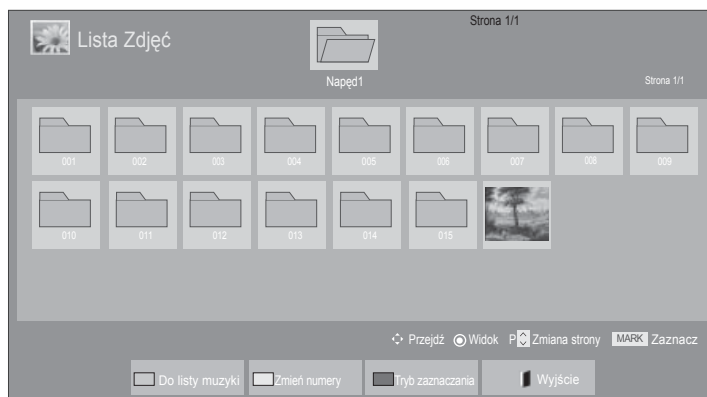 Strona 1/1
Lista Zdjęć
Napęd1
Strona 1/1
001 002 003 004 005 006 007 008 009
010 011 012 013 014 015
Przejdź Widok P Zmiana strony MARK Zaznacz
Do listy muzyki Zmień numery Tryb zaznaczania Wyjście